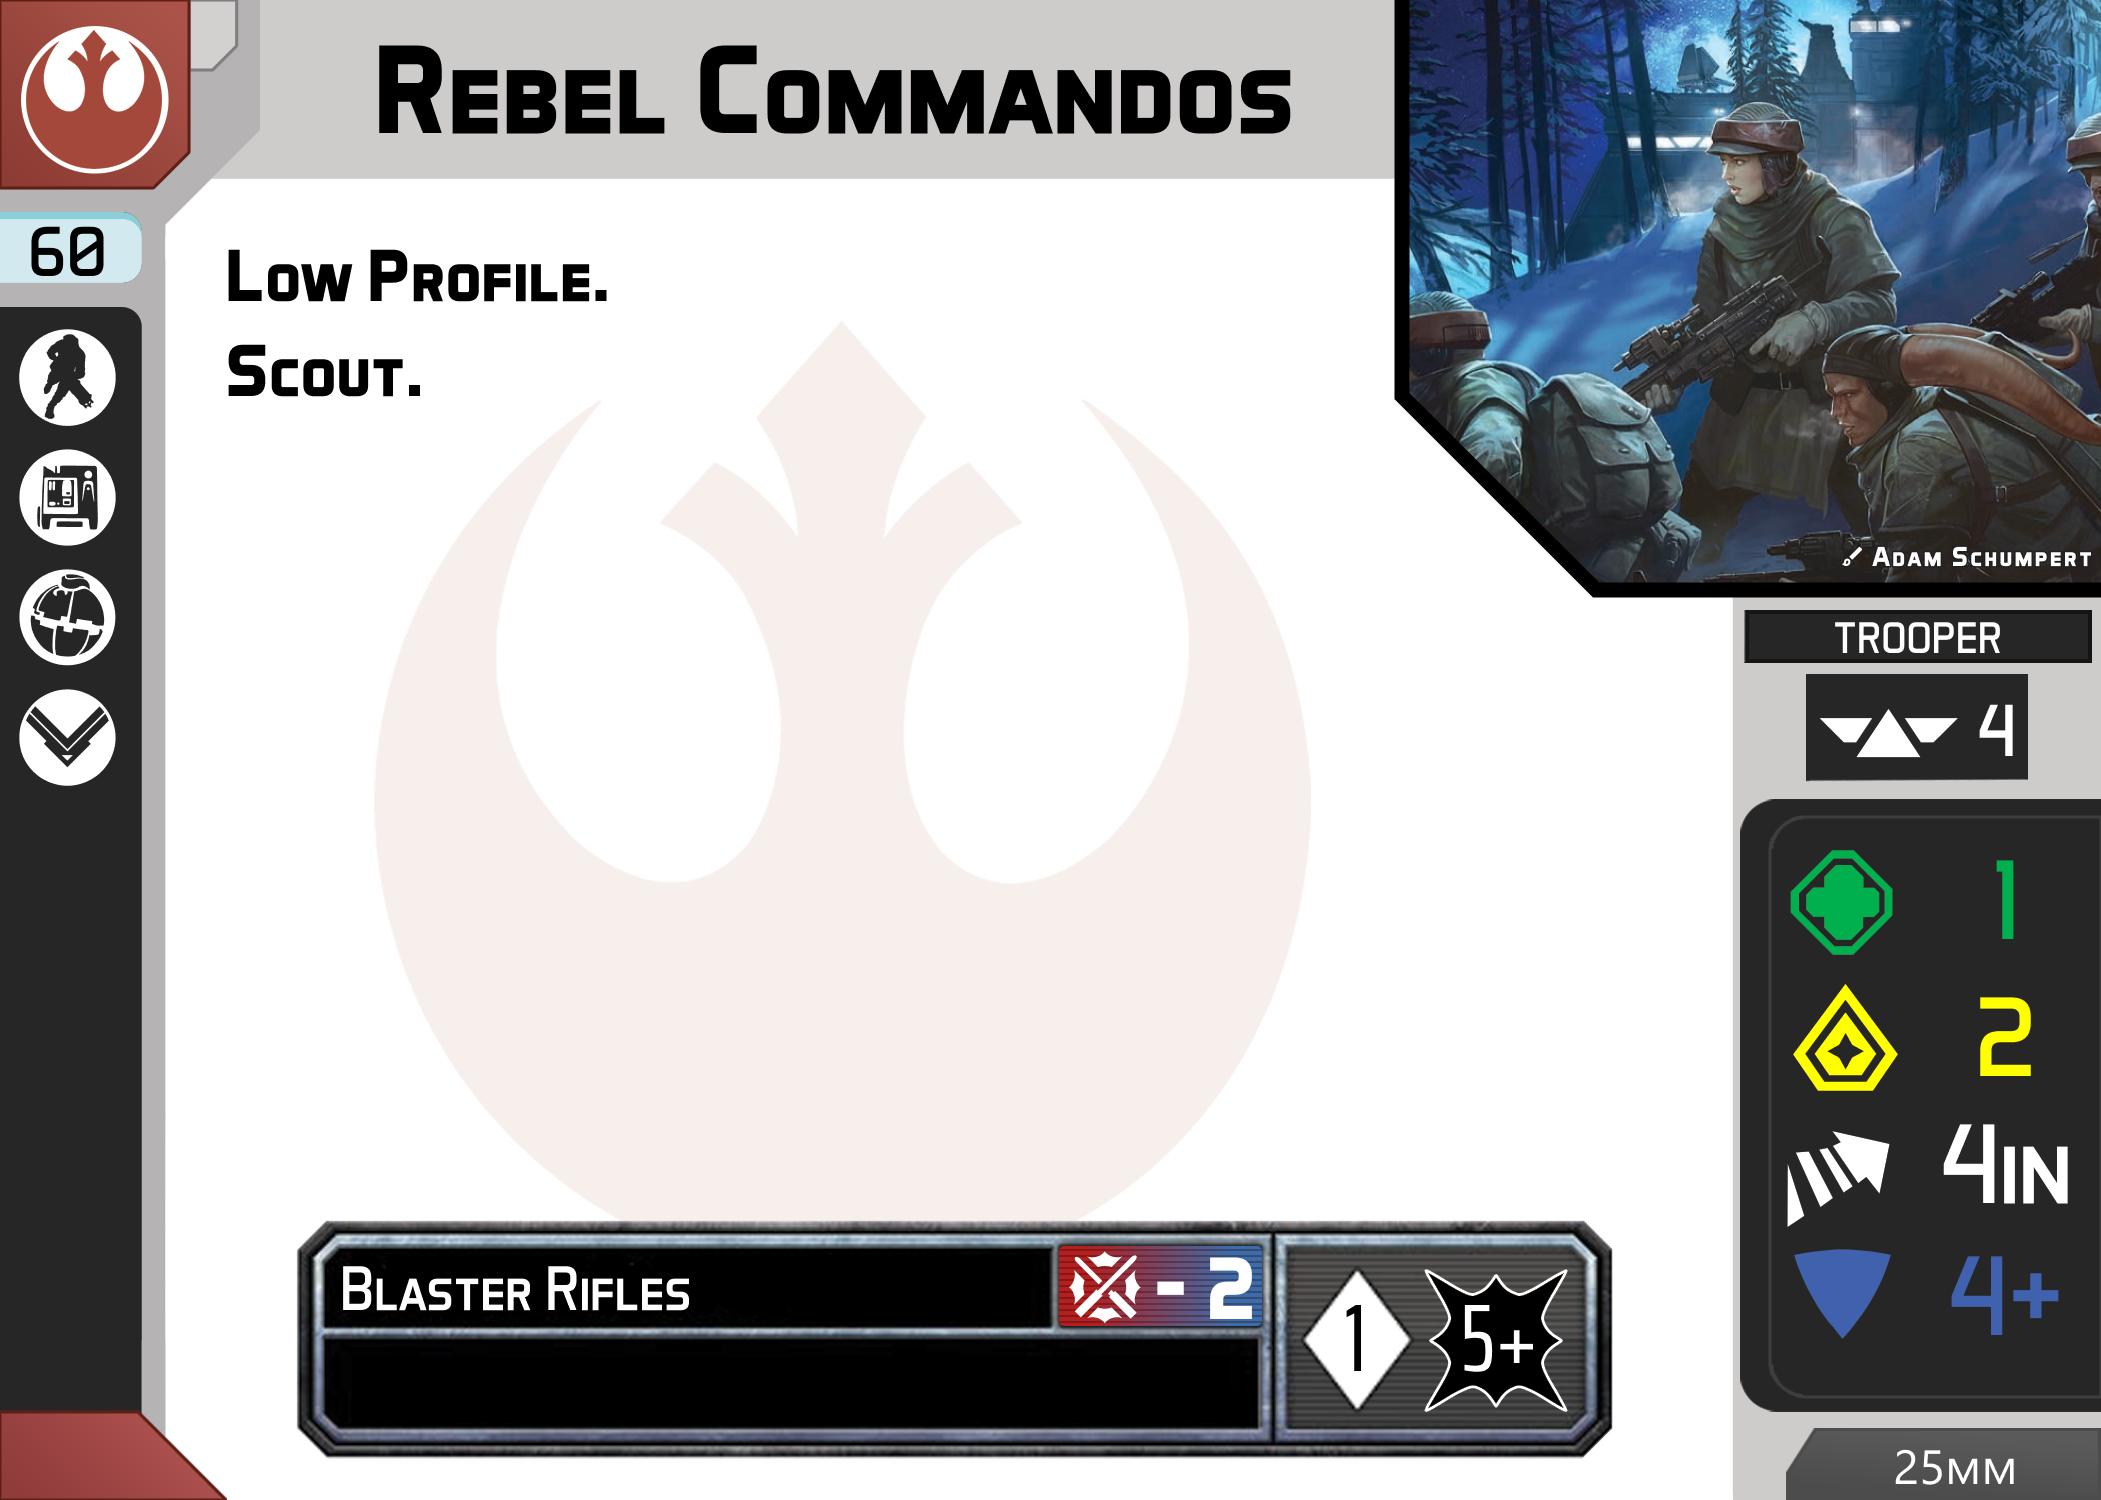 Rebel Commandos
60
Low Profile.
Scout.
Adam Schumpert
TROOPER
4
1
2
4in
4+
Blaster Rifles
- 2
1
5+
25mm